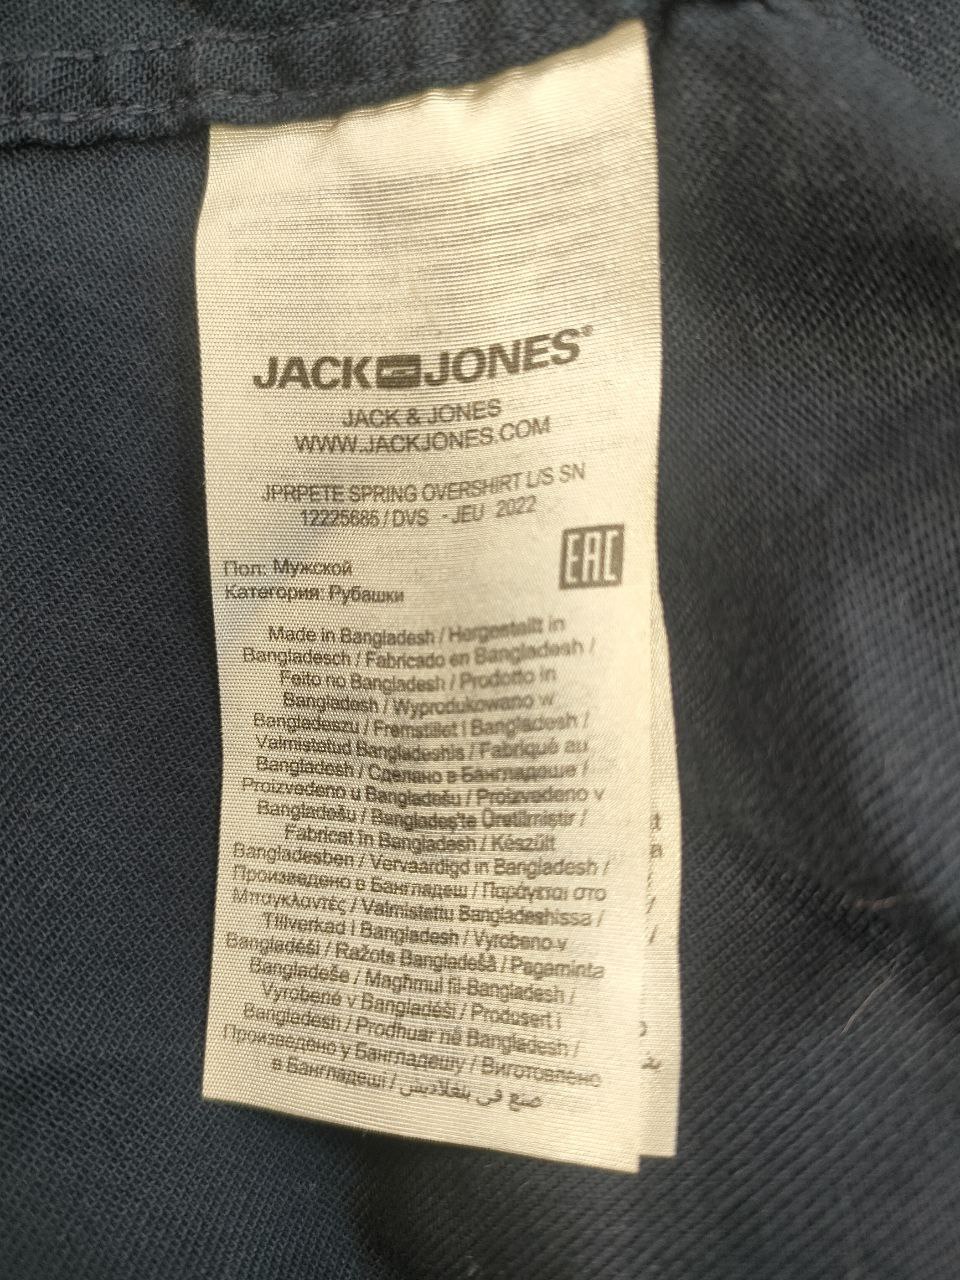 JACK JONES®
JACK & JONES
WWW.JACKJONES.COM
JPRPETE SPRING OVERSHIRT L/S SN
12225685 / DVS - JEU 2022
EAC
Пол: Мужской
Категория: Рубашки
Made in Bangladesh / Hergestellt in
Bangladesch / Fabricado en Bangladesh /
Feito no Bangladesh / Prodotto in
Bangladesh / Wyprodukowano w
Bangladeszu / Fremstillet i Bangladesh /
Valmistatud Bangladeshis / Fabriqué au
Bangladesh / Сделано в Бангладеше /
Proizvedeno u Bangladešu / Proizvedeno v
Bangladešu / Bangladeş'te Üretilmiştir /
Fabricat în Bangladesh / Készült
Bangladesben / Vervaardigd in Bangladesh /
Произведено в Бангладеш / Παράγεται στο
Μπαγκλαντές / Valmistettu Bangladeshissa /
Tillverkad i Bangladesh / Vyrobeno v
Bangladéši / Ražots Bangladešā / Pagaminta
Bangladeše / Magħmul fil-Bangladesh /
Vyrobené v Bangladéši / Produsert i
Bangladesh / Prodhuar në Bangladesh /
Произведено у Бангладешу / Виготовлено
в Бангладеші / صنع في بنغلاديش